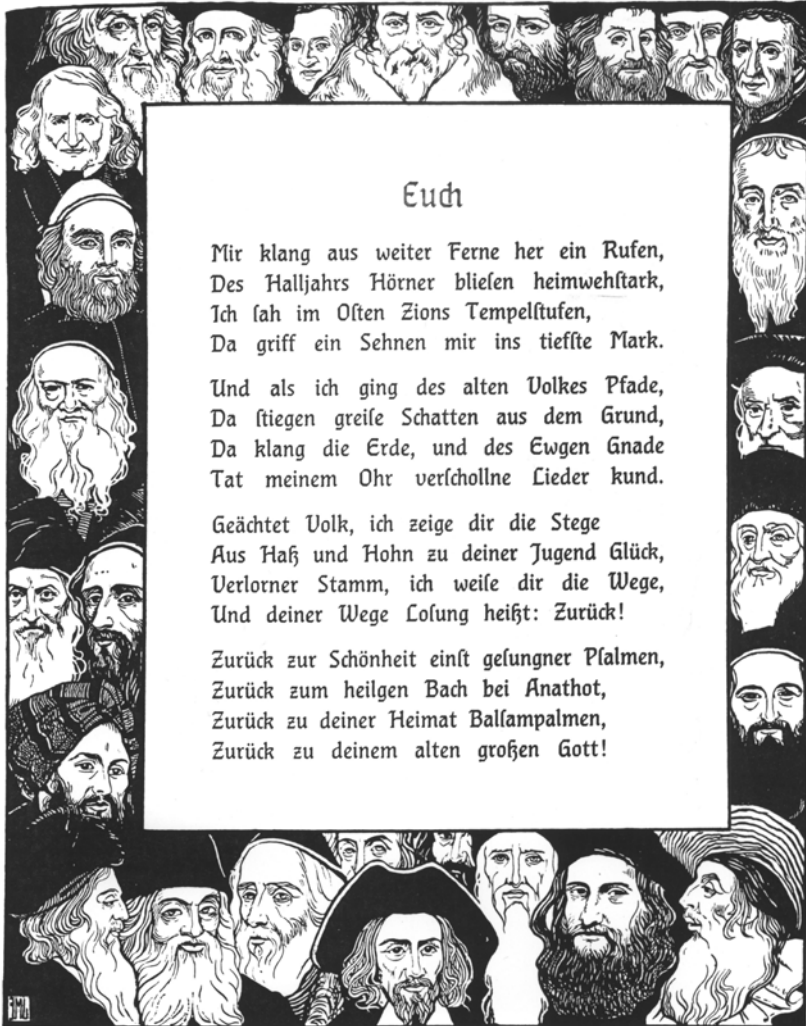 Euch
Mir klang aus weiter Ferne her ein Rufen,
Des Halljahrs Hörner blieſen heimwehſtark,
Ich ſah im Oſten Zions Tempelſtufen,
Da griff ein Sehnen mir ins tiefſte Mark.
Und als ich ging des alten Volkes Pfade,
Da ſtiegen greiſe Schatten aus dem Grund,
Da klang die Erde, und des Ewgen Gnade
Tat meinem Ohr verſchollne Lieder kund.
Geächtet Volk, ich zeige dir die Stege
Aus Haß und Hohn zu deiner Jugend Glück,
Verlorner Stamm, ich weiſe dir die Wege,
Und deiner Wege Loſung heißt: Zurück!
Zurück zur Schönheit einſt geſungner Pſalmen,
Zurück zum heilgen Bach bei Anathot,
Zurück zu deiner Heimat Balſampalmen,
Zurück zu deinem alten großen Gott!